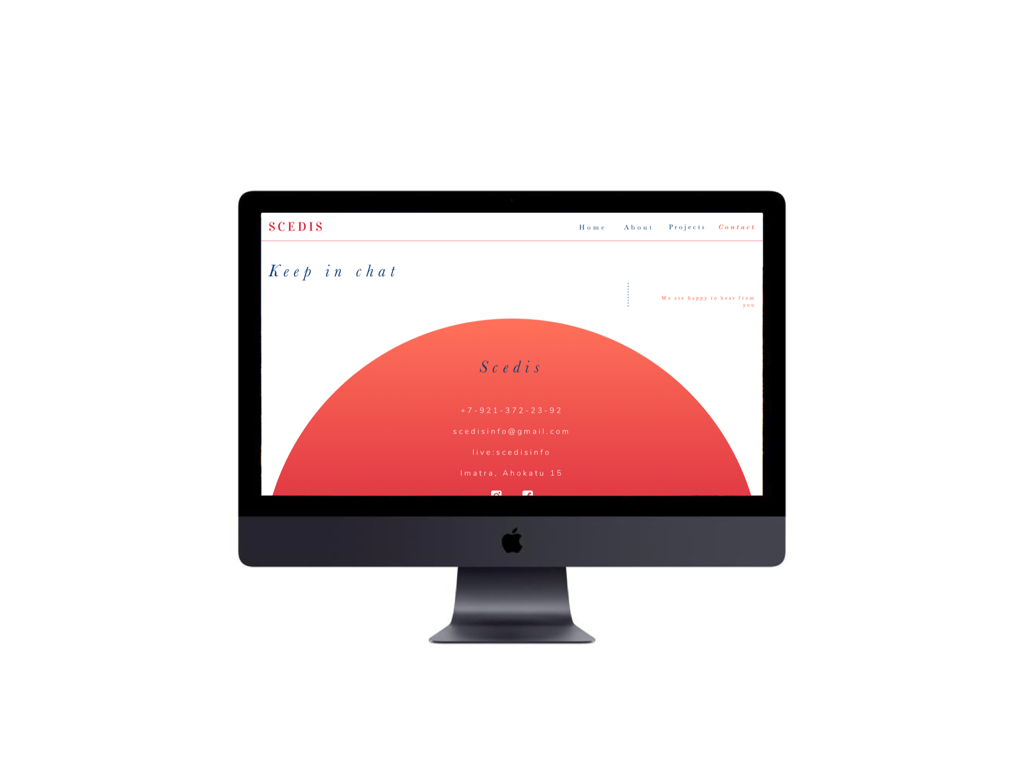 SCEDIS
Home About Projects Contact
Keep in chat
We are happy to hear from
you
Scedis
+7-921-372-23-92
scedisinfo@gmail.com
live:scedisinfo
Imatra, Ahokatu 15